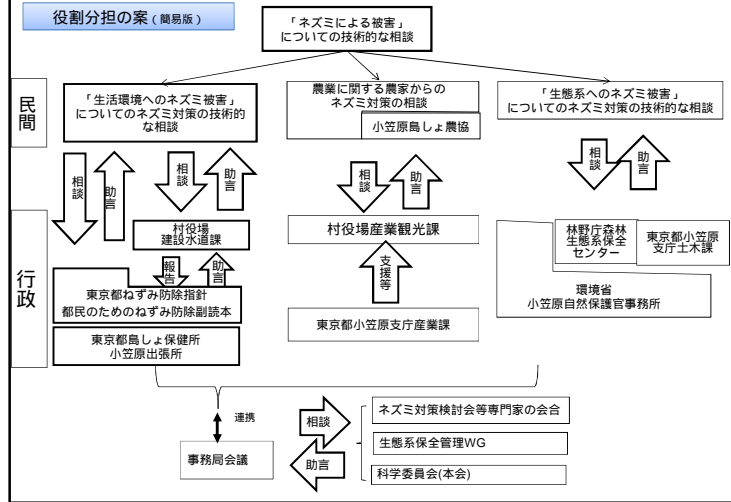 役割分担の案(簡易版)
「ネズミによる被害」
についての技術的な相談
民間
「生活環境へのネズミ被害」
についてのネズミ対策の技術的
な相談
農業に関する農家からの
ネズミ対策の相談
小笠原島しょ農協
「生態系へのネズミ被害」
についてのネズミ対策の技術的な相談
相談
助言
相談
助言
相談
助言
相談
助言
行政
村役場
建設水道課
報告
助言
東京都ねずみ防除指針
都民のためのねずみ防除副読本
東京都島しょ保健所
小笠原出張所
村役場産業観光課
支援等
東京都小笠原支庁産業課
林野庁森林
生態系保全
センター
東京都小笠原
支庁土木課
環境省
小笠原自然保護官事務所
連携
事務局会議
相談
助言
ネズミ対策検討会等専門家の会合
生態系保全管理WG
科学委員会(本会)